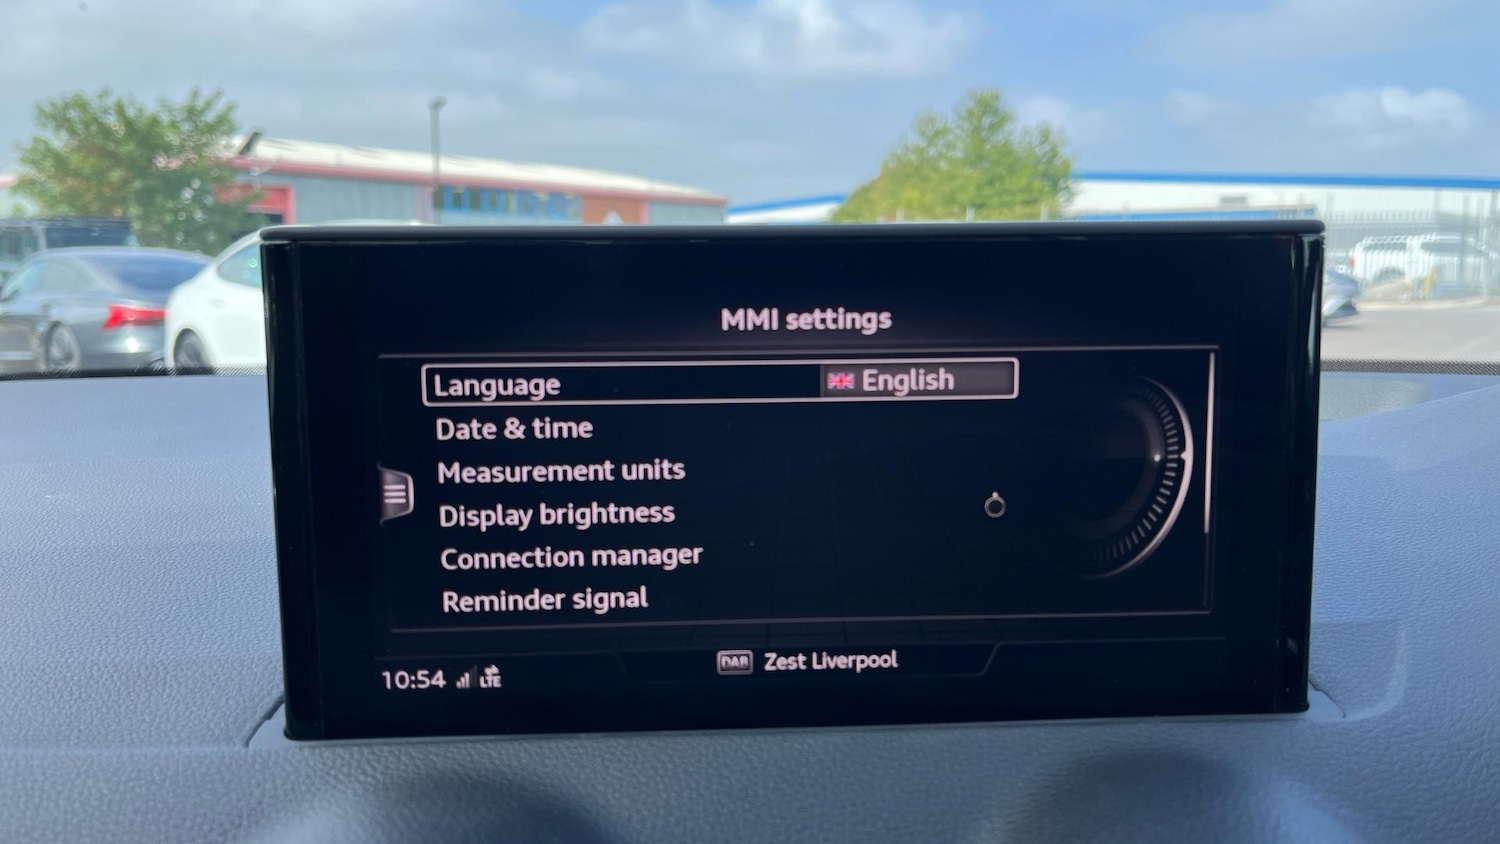 MMI settings
Language English
Date & time
Measurement units
Display brightness
Connection manager
Reminder signal
10:54 LTE
DAB Zest Liverpool